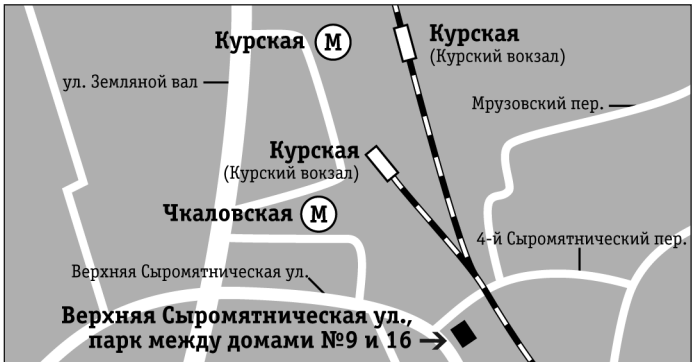 Курская М
Курская
(Курский вокзал)
ул. Земляной вал
Мрузовский пер.
Курская
(Курский вокзал)
Чкаловская М
4-й Сыромятнический пер.
Верхняя Сыромятническая ул.
Верхняя Сыромятническая ул.,
парк между домами №9 и 16